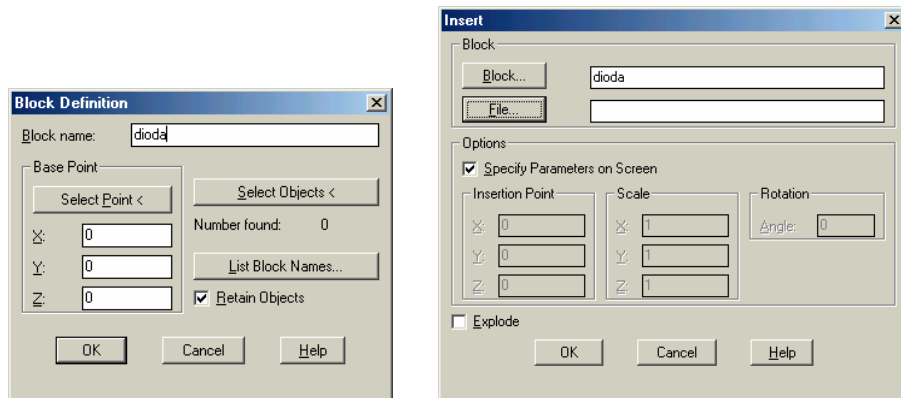 Block Definition
Block name: dioda
Base Point
Select Point <
X: 0
Y: 0
Z: 0
Select Objects <
Number found: 0
List Block Names...
Retain Objects
OK Cancel Help
Insert
Block
Block... dioda
File...
Options
Specify Parameters on Screen
Insertion Point Scale Rotation
X: 0 X: 1 Angle: 0
Y: 0 Y: 1
Z: 0 Z: 1
Explode
OK Cancel Help